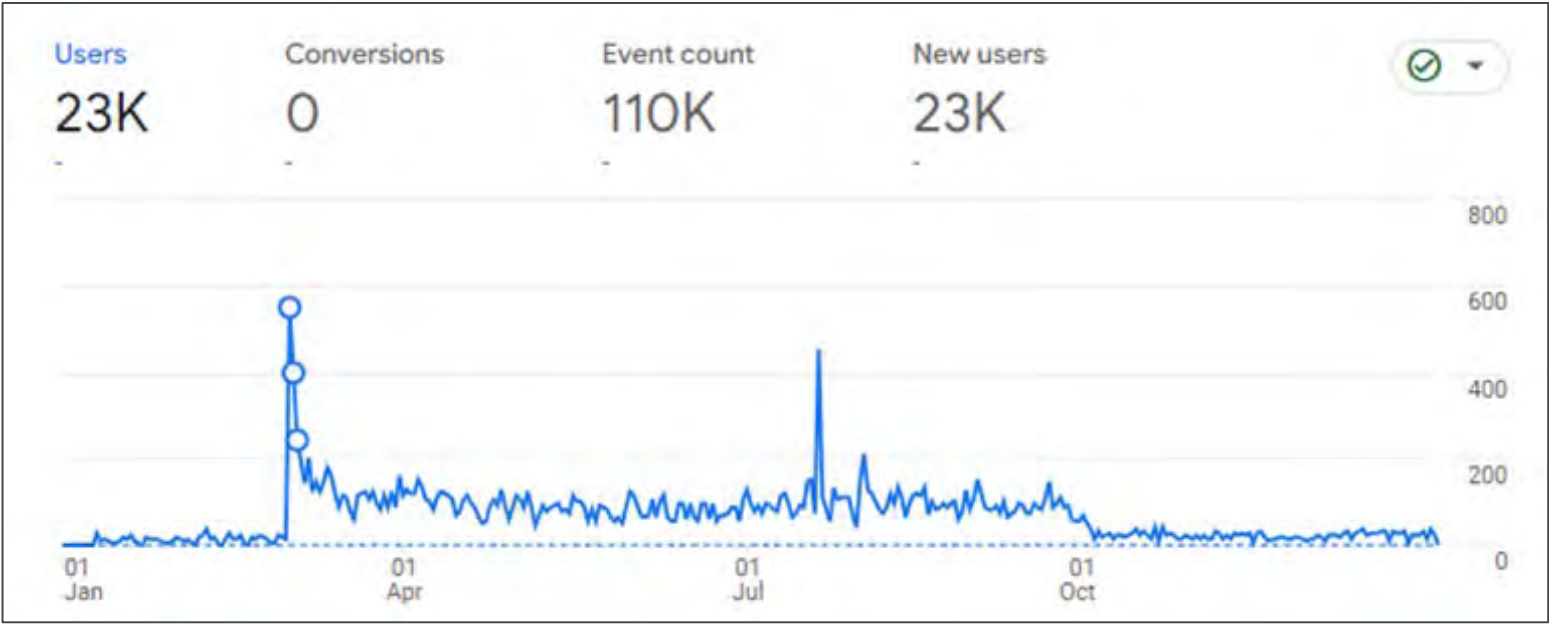 Users Conversions Event count New users
23K 0 110K 23K
- - - -
800
600
400
200
0
01 01 01 01
Jan Apr Jul Oct